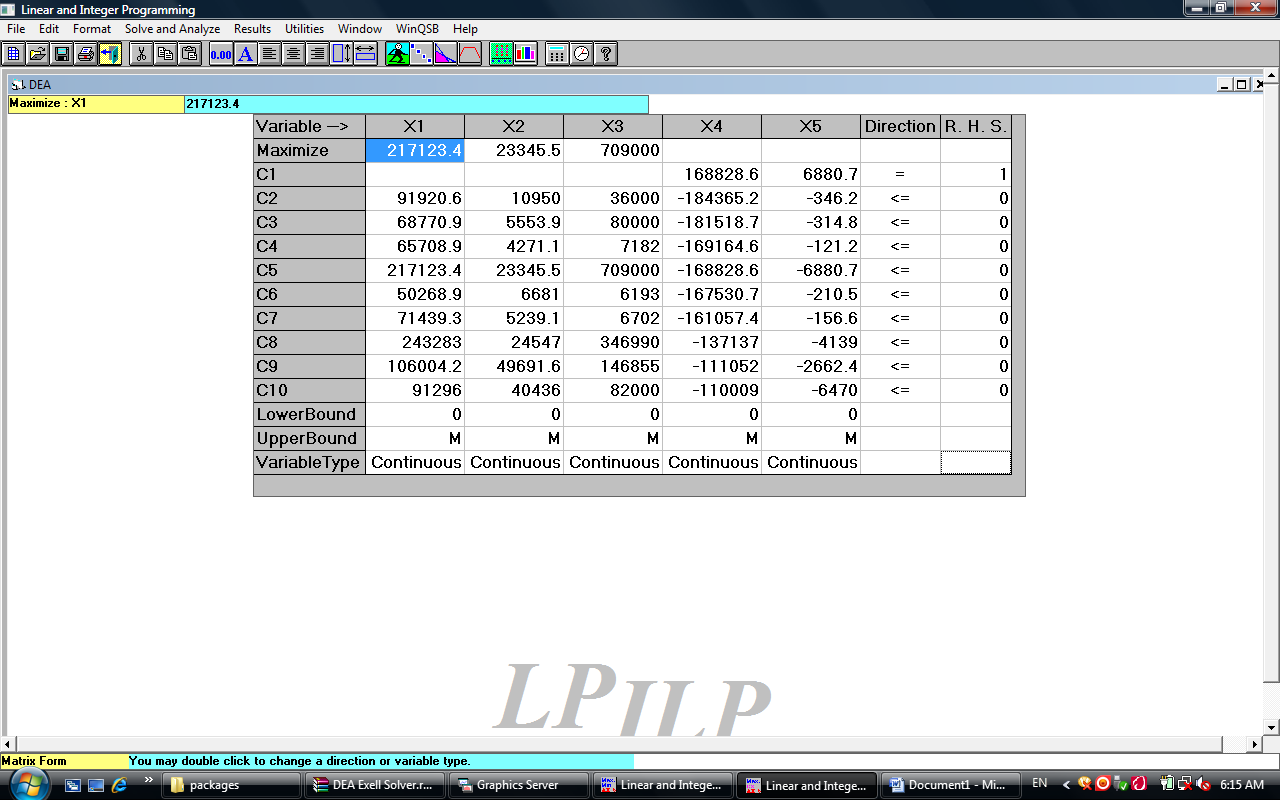 Linear and Integer Programming
File Edit Format Solve and Analyze Results Utilities Window WinQSB Help
0.00 A
DEA
Maximize : X1 217123.4
Variable --> X1 X2 X3 X4 X5 Direction R. H. S.
Maximize 217123.4 23345.5 709000
C1 168828.6 6880.7 = 1
C2 91920.6 10950 36000 -184365.2 -346.2 <= 0
C3 68770.9 5553.9 80000 -181518.7 -314.8 <= 0
C4 65708.9 4271.1 7182 -169164.6 -121.2 <= 0
C5 217123.4 23345.5 709000 -168828.6 -6880.7 <= 0
C6 50268.9 6681 6193 -167530.7 -210.5 <= 0
C7 71439.3 5239.1 6702 -161057.4 -156.6 <= 0
C8 243283 24547 346990 -137137 -4139 <= 0
C9 106004.2 49691.6 146855 -111052 -2662.4 <= 0
C10 91296 40436 82000 -110009 -6470 <= 0
LowerBound 0 0 0 0 0
UpperBound M M M M M
VariableType Continuous Continuous Continuous Continuous Continuous
LP ILP
Matrix Form You may double click to change a direction or variable type.
packages DEA Exell Solver.r... Graphics Server Linear and Intege... Linear and Intege... Document1 - Mi... EN 6:15 AM